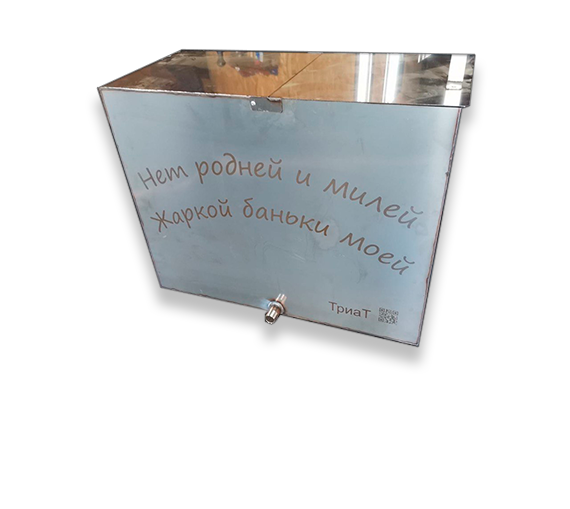 Нет родней и милей
Жаркой баньки моей
ТриаТ